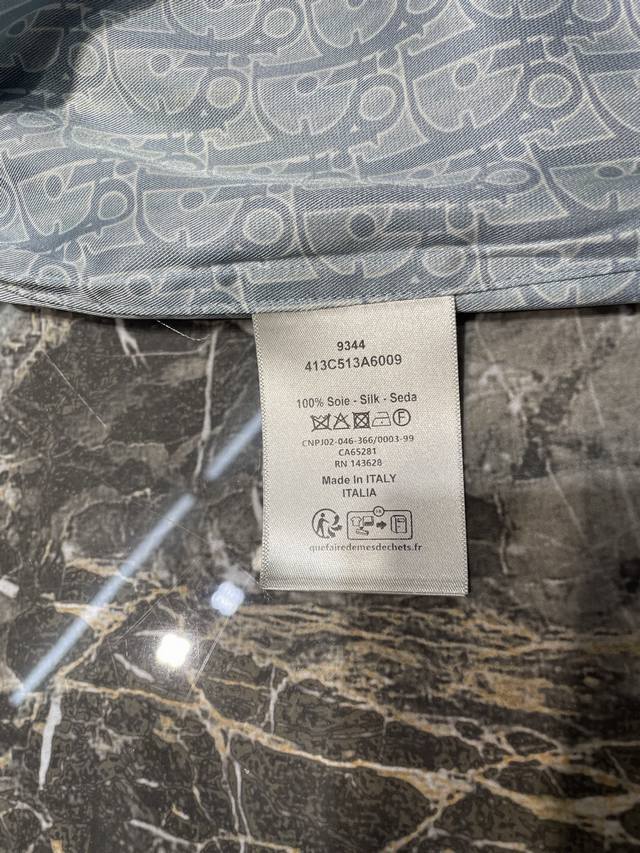 9344
413C513A6009
100% Soie - Silk - Seda
CNPJ02-046-366/0003-99
CA65281
RN 143628
Made In ITALY
ITALIA
FR
quefairedemesdechets.fr